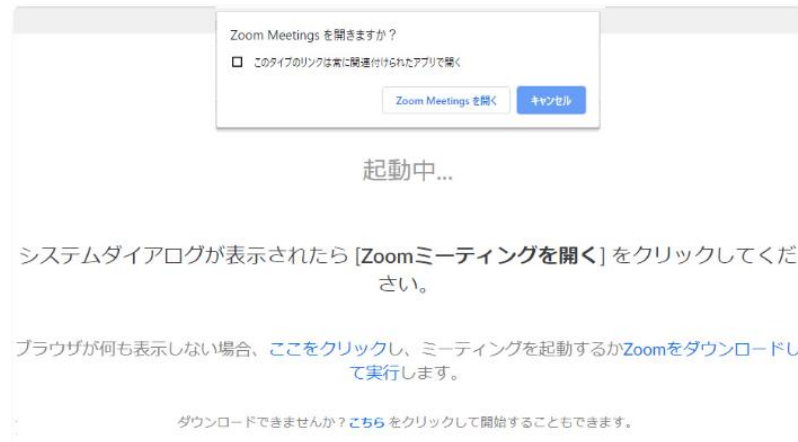 Zoom Meetings を開きますか？
このタイプのリンクは常に関連付けられたアプリで開く
Zoom Meetings を開く
キャンセル
起動中...
システムダイアログが表示されたら [Zoomミーティングを開く] をクリックしてくだ
さい。
ブラウザが何も表示しない場合、ここをクリックし、ミーティングを起動するかZoomをダウンロードし
て実行します。
ダウンロードできませんか？こちら をクリックして開始することもできます。